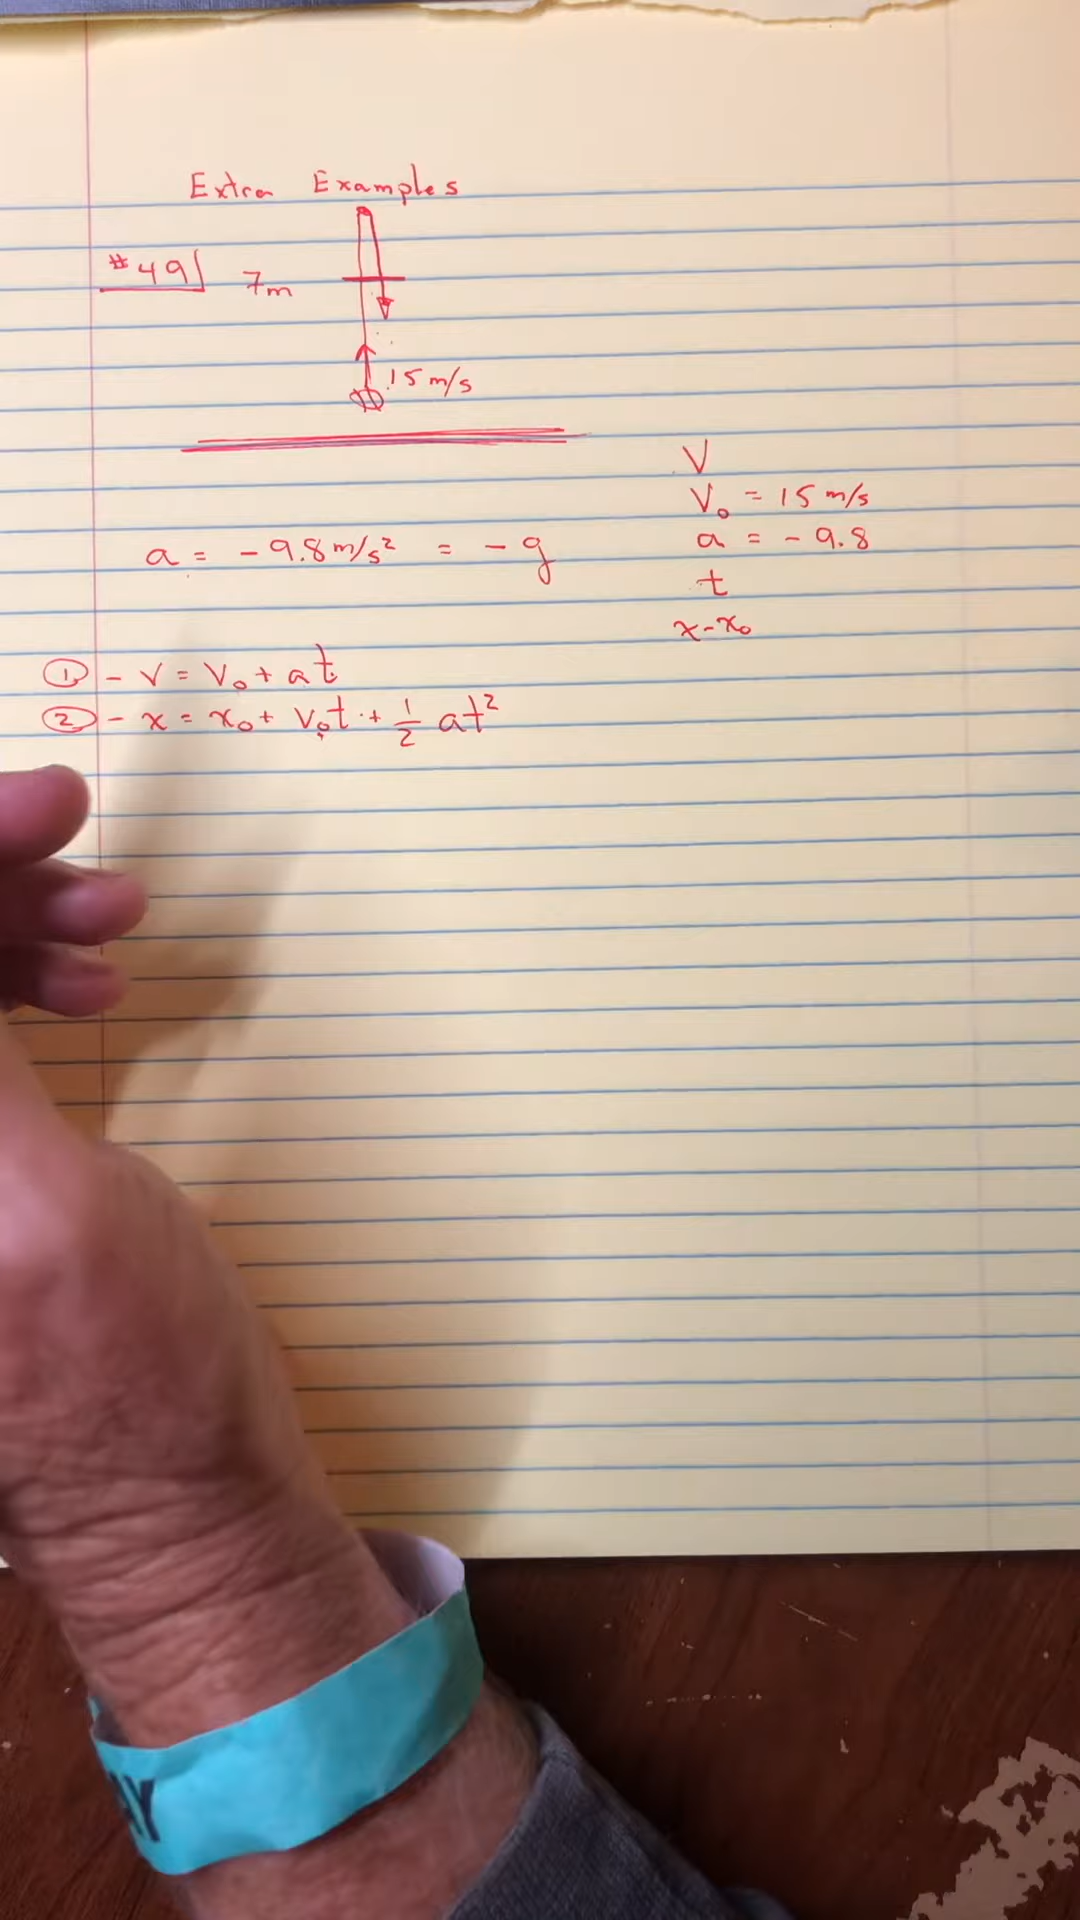 Extra Examples
#49
7m
15 m/s
V
V₀ = 15 m/s
a = -9.8 m/s² = -g
a = -9.8
t
x-x₀
① - v = v₀ + at
② - x = x₀ + v₀t + 1/2 at²